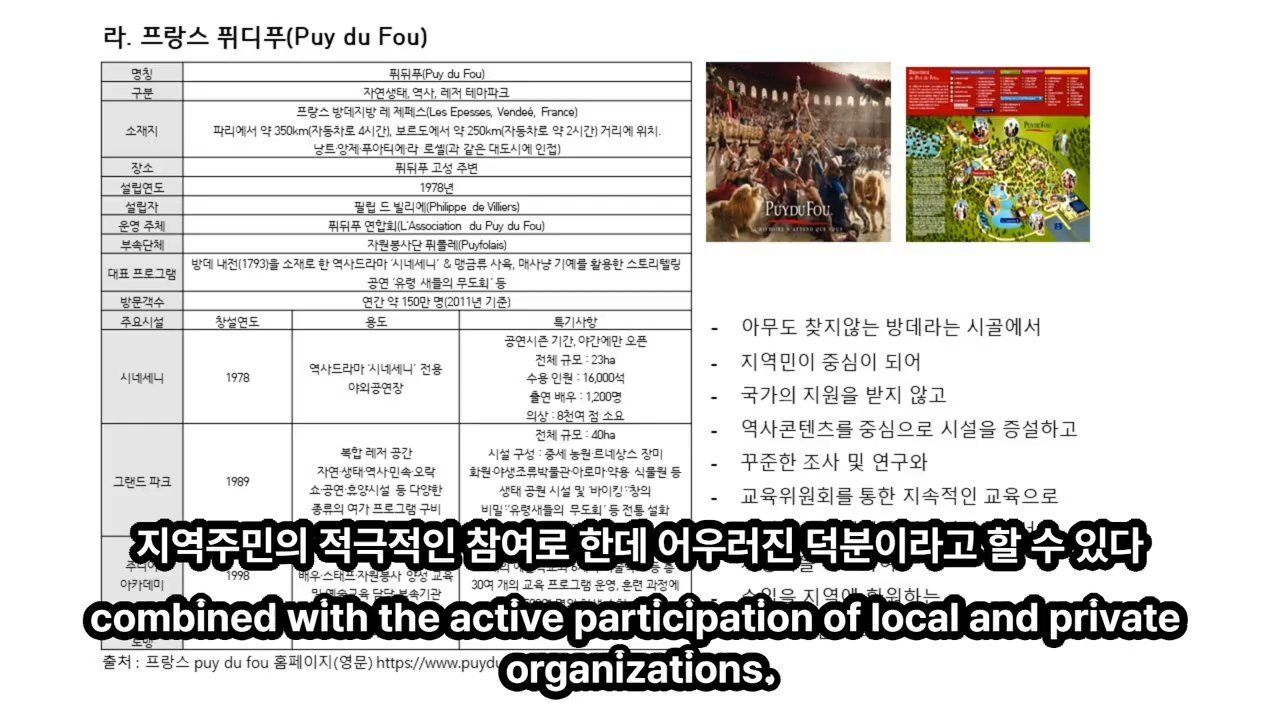 라. 프랑스 퓌디푸(Puy du Fou)
명칭 퓌뒤푸(Puy du Fou)
구분 자연생태, 역사, 레저 테마파크
소재지 프랑스 방데지방 레 제페스(Les Epesses, Vendeé, France)
파리에서 약 350km(자동차로 4시간), 보르도에서 약 250km(자동차로 약 2시간) 거리에 위치.
낭트·앙제·푸아티에·라 로셸(과 같은 대도시에 인접)
장소 퓌뒤푸 고성 주변
설립연도 1978년
설립자 필립 드 빌리에(Philippe de Villiers)
운영 주체 퓌뒤푸 연합회(L'Association du Puy du Fou)
부속단체 자원봉사단 퓌폴레(Puyfolais)
대표 프로그램 방데 내전(1793)을 소재로 한 역사드라마 '시네세니' & 맹금류 사육, 매사냥 기예를 활용한 스토리텔링
공연 '유령 새들의 무도회' 등
방문객수 연간 약 150만 명(2011년 기준)
주요시설 창설연도 용도 특기사항
시네세니 1978 역사드라마 '시네세니' 전용
야외공연장
공연시즌 기간, 야간에만 오픈
전체 규모 : 23ha
수용 인원 : 16,000석
출연 배우 : 1,200명
의상 : 8천여 점 소요
그랜드 파크 1989 복합 레저 공간
자연·생태·역사·민속·오락
쇼·공연·휴양시설 등 다양한
종류의 여가 프로그램 구비
전체 규모 : 40ha
시설 구성 : 중세 농원·르네상스 장미
화원·야생조류박물관·아로마·약용 식물원 등
생태 공원 시설 및 '바이킹'·'창의
비밀'·'유령새들의 무도회' 등 전통 설화
아카데미 1998
배우·스태프·자원봉사 양성 교육
30여 개의 교육 프로그램 운영, 훈련 과정에
출처 : 프랑스 puy du fou 홈페이지(영문) https://www.puydu
PUY DU FOU
PUY DU FOU
- 아무도 찾지않는 방데라는 시골에서
- 지역민이 중심이 되어
- 국가의 지원을 받지 않고
- 역사콘텐츠를 중심으로 시설을 증설하고
- 꾸준한 조사 및 연구와
- 교육위원회를 통한 지속적인 교육으로
지역주민의 적극적인 참여로 한데 어우러진 덕분이라고 할 수 있다
combined with the active participation of local and private
organizations.